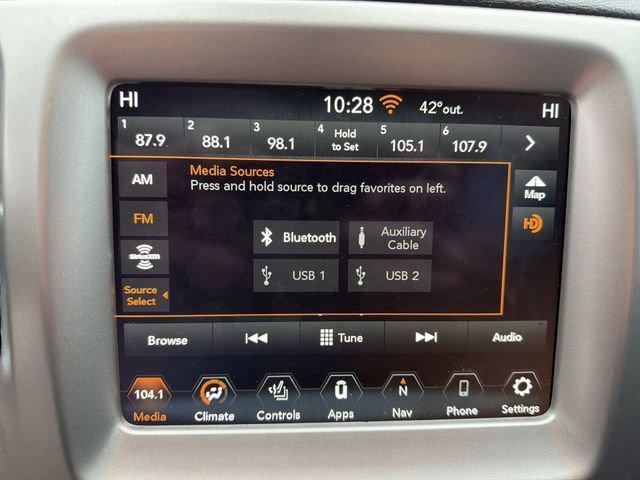 HI 10:28 42°out. HI
1 87.9 2 88.1 3 98.1 4 Hold to Set 5 105.1 6 107.9
AM
FM
SiriusXM
Source Select
Media Sources
Press and hold source to drag favorites on left.
Bluetooth Auxiliary Cable
USB 1 USB 2
Map
HD
Browse Tune Audio
104.1 N
Media Climate Controls Apps Nav Phone Settings